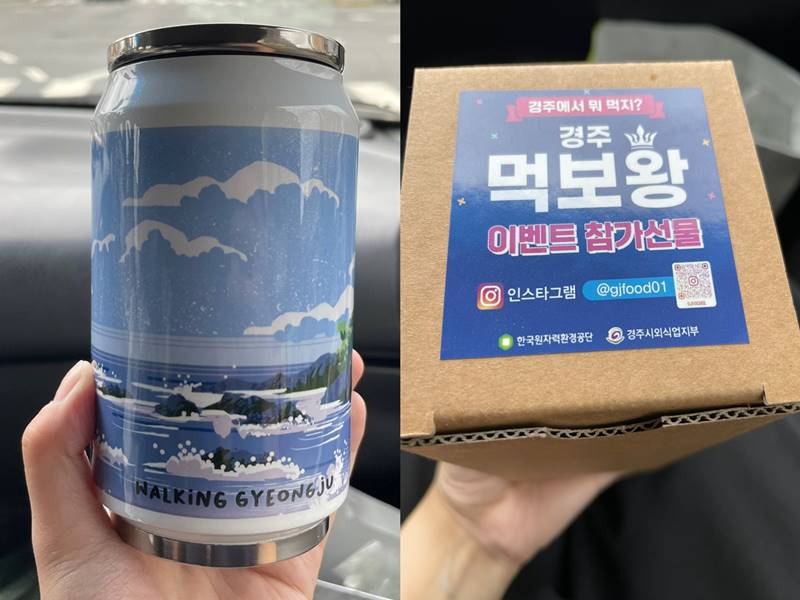 WALKING GYEONGJU
경주에서 뭐 먹지?
경주
먹보왕
이벤트 참가선물
인스타그램 @gjfood01
한국원자력환경공단 경주시외식업지부